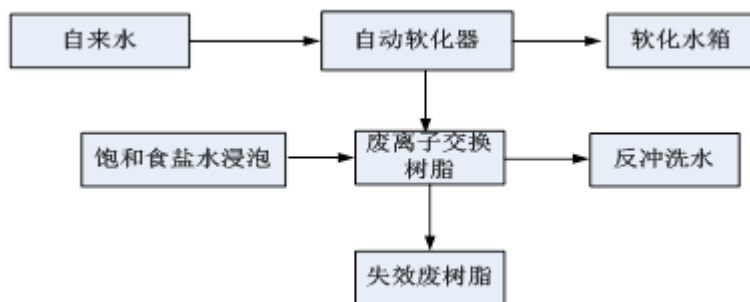 自来水
自动软化器
软化水箱
饱和食盐水浸泡
废离子交换
树脂
反冲洗水
失效废树脂